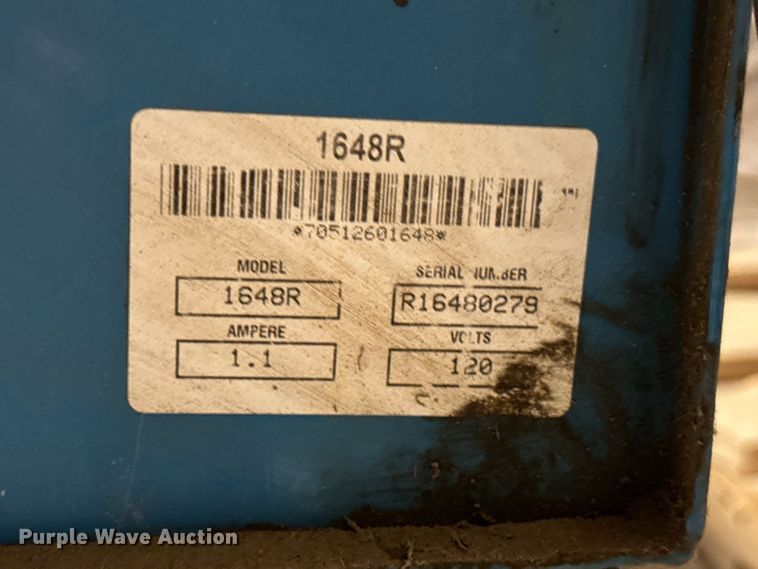 1648R
*70512601648*
MODEL
SERIAL NUMBER
1648R
R16480279
AMPERE
VOLTS
1.1
120
Purple Wave Auction